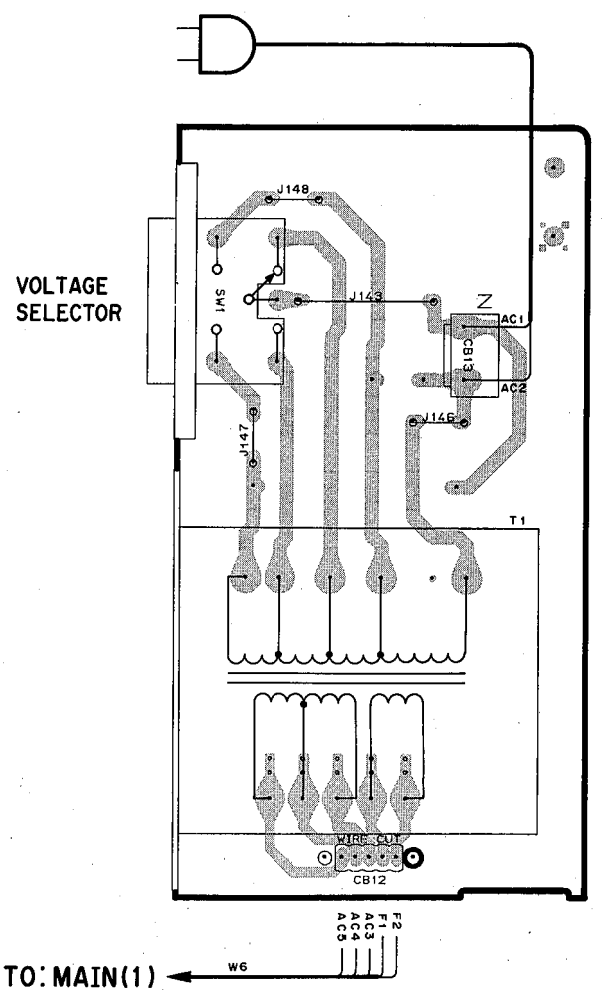 J148
VOLTAGE
SELECTOR
SW1
J143
Z
AC1
CB13
AC2
J146
J147
T1
WIRE CUT
CB12
F2
F1
AC3
AC4
AC5
W6
TO: MAIN(1)